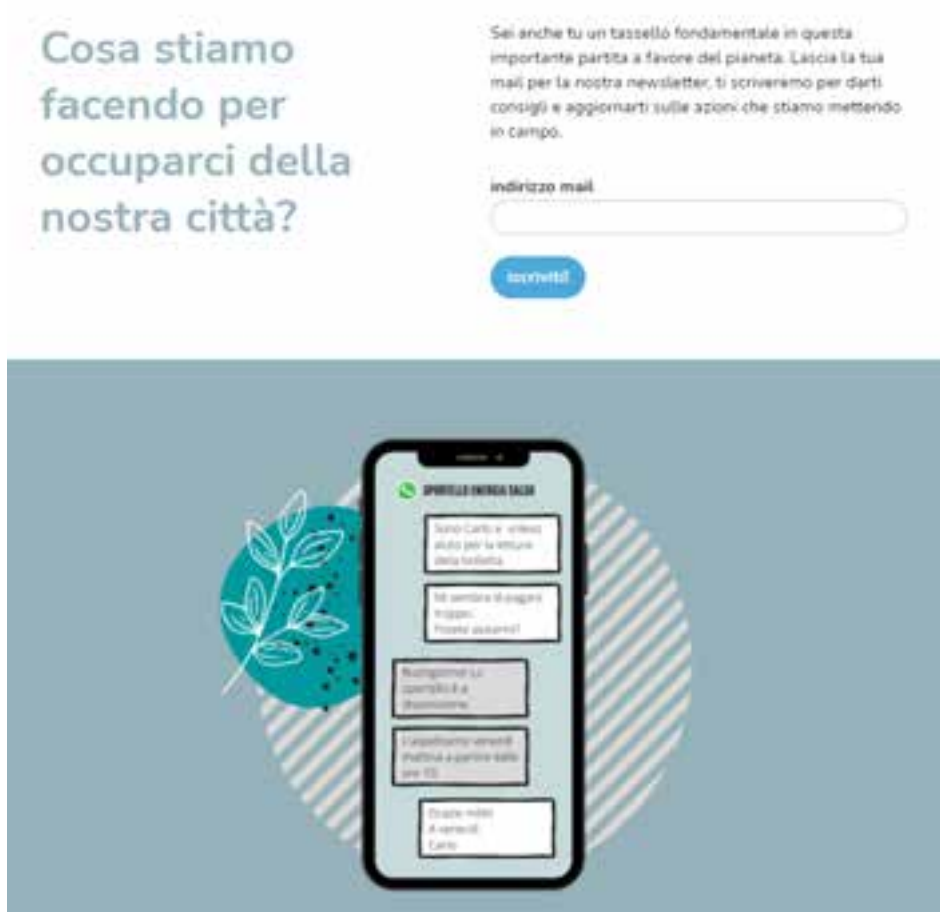 Cosa stiamo
facendo per
occuparci della
nostra città?
Sei anche tu un tassello fondamentale in questa
importante partita a favore del pianeta. Lascia la tua
mail per la nostra newsletter, ti scriveremo per darti
consigli e aggiornarti sulle azioni che stiamo mettendo
in campo.
indirizzo mail
iscriviti!
SPORTELLO ENERGIA
Sono Carlo e
aiuto per la lettura
della bolletta.
Mi sembra di pagare
troppo.
Potete aiutarmi?
Buongiorno! Lo
sportello è a
disposizione.
L'aspettiamo venerdì
mattina a partire dalle
ore 10.
Grazie mille!
A venerdì
Carlo